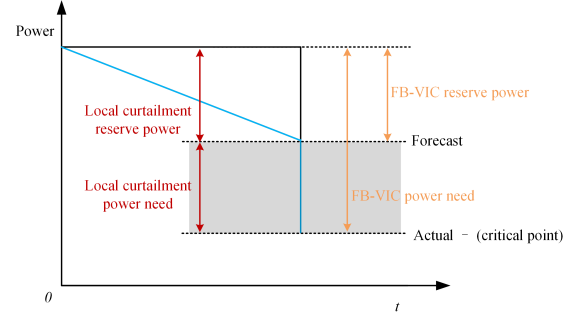 Power
Local curtailment
reserve power
FB-VIC reserve power
Forecast
Local curtailment
power need
FB-VIC power need
Actual - (critical point)
0
t